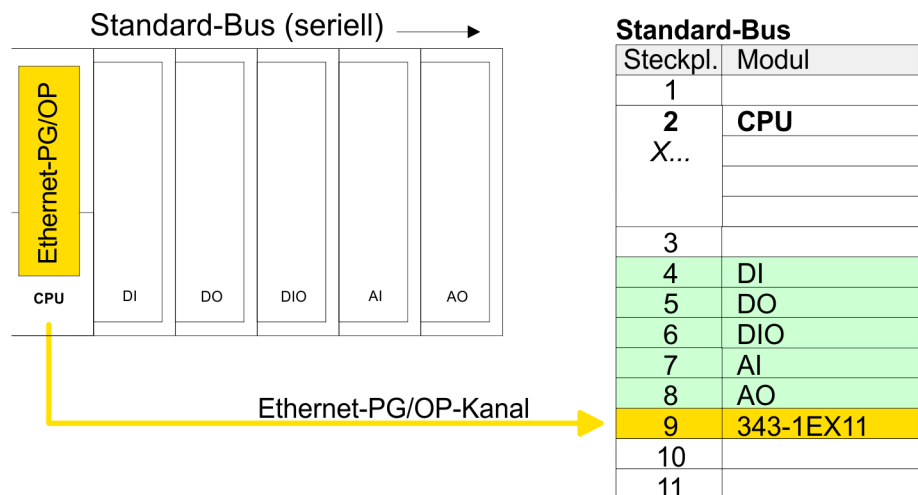 Standard-Bus (seriell)
Ethernet-PG/OP
CPU
DI
DO
DIO
AI
AO
Ethernet-PG/OP-Kanal
Standard-Bus
Steckpl. Modul
1
2 CPU
X...
3
4 DI
5 DO
6 DIO
7 AI
8 AO
9 343-1EX11
10
11